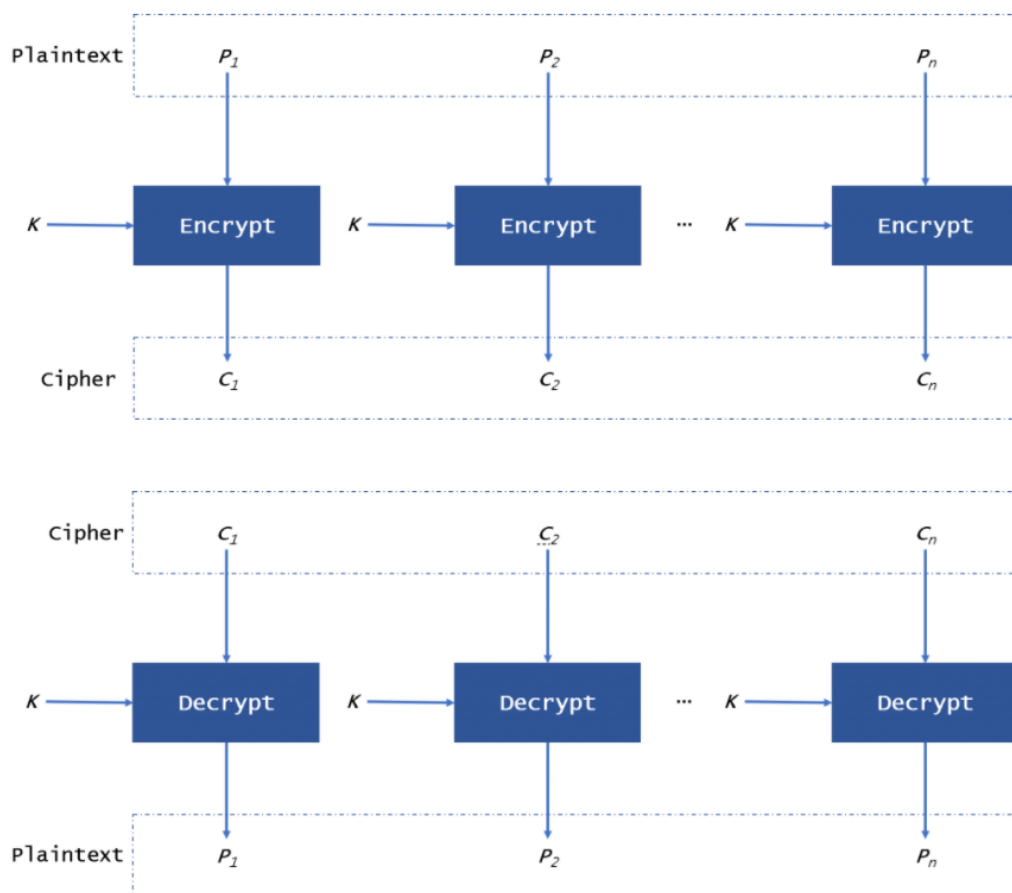 Plaintext P1 P2 Pn
K Encrypt K Encrypt ... K Encrypt
Cipher C1 C2 Cn
Cipher C1 C2 Cn
K Decrypt K Decrypt ... K Decrypt
Plaintext P1 P2 Pn